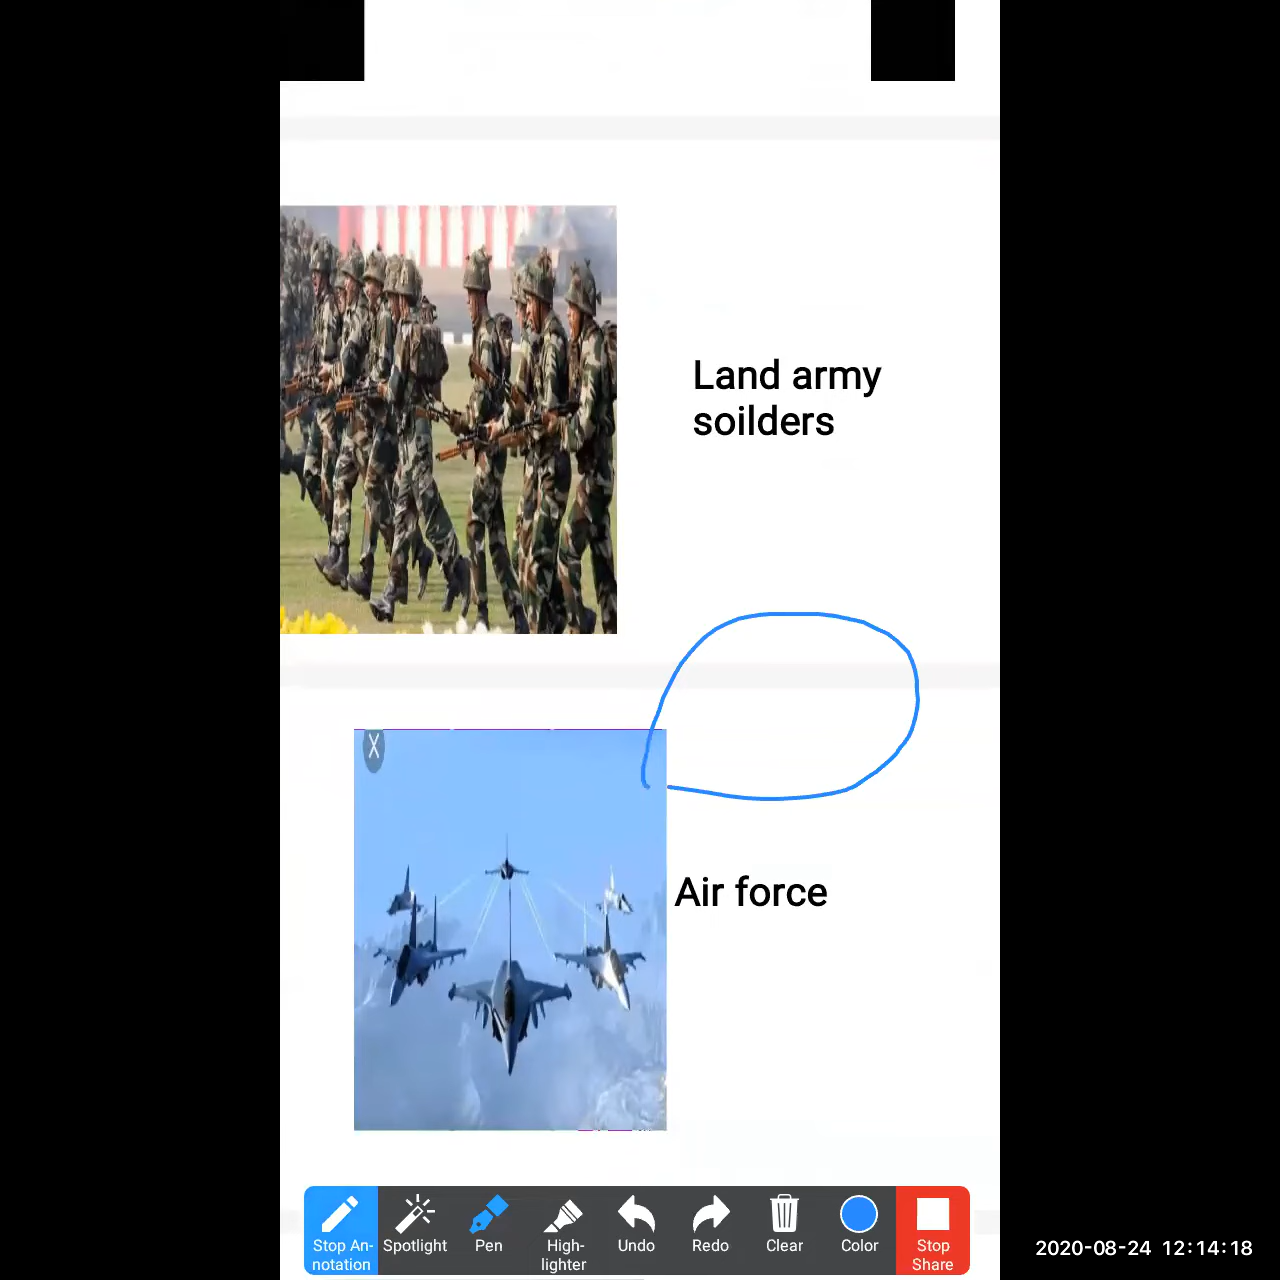 Land army
soilders
X
Air force
Stop An-
notation
Spotlight
Pen
High-
lighter
Undo
Redo
Clear
Color
Stop
Share
2020-08-24 12:14:18